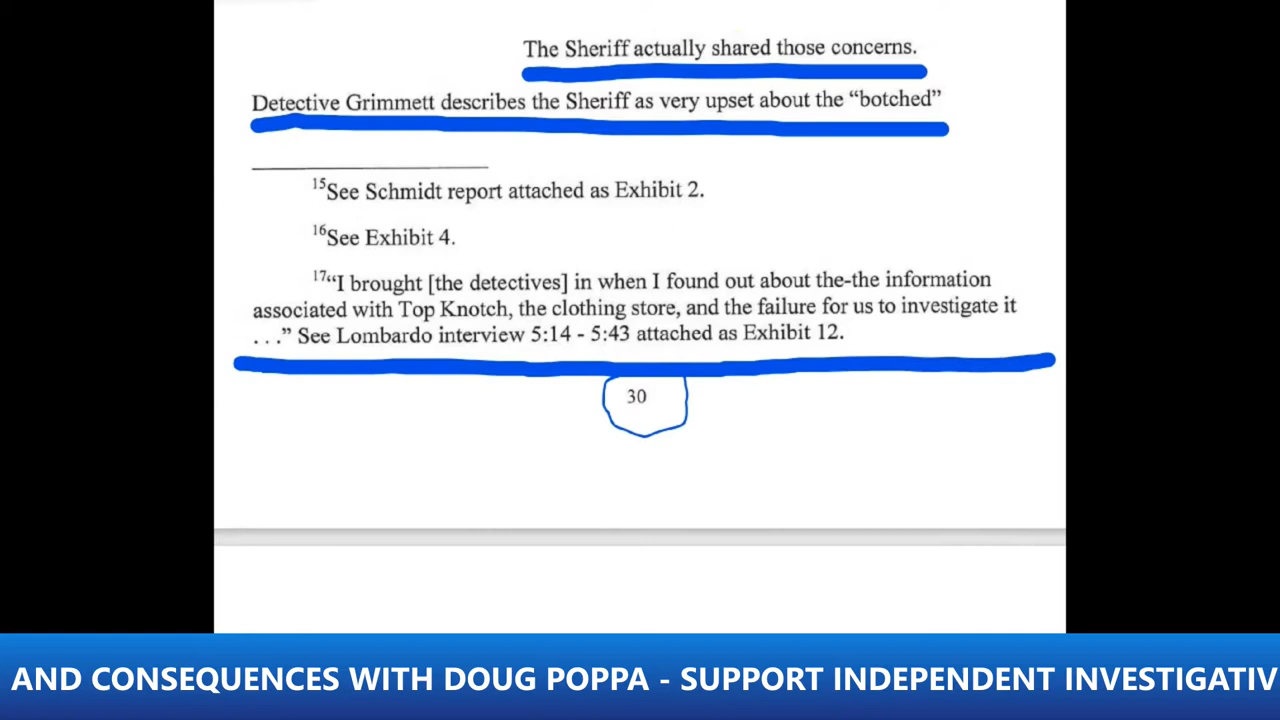 The Sheriff actually shared those concerns.
Detective Grimmett describes the Sheriff as very upset about the “botched”
15See Schmidt report attached as Exhibit 2.
16See Exhibit 4.
17“I brought [the detectives] in when I found out about the-the information
associated with Top Knotch, the clothing store, and the failure for us to investigate it
. . .” See Lombardo interview 5:14 - 5:43 attached as Exhibit 12.
30
AND CONSEQUENCES WITH DOUG POPPA - SUPPORT INDEPENDENT INVESTIGATIV